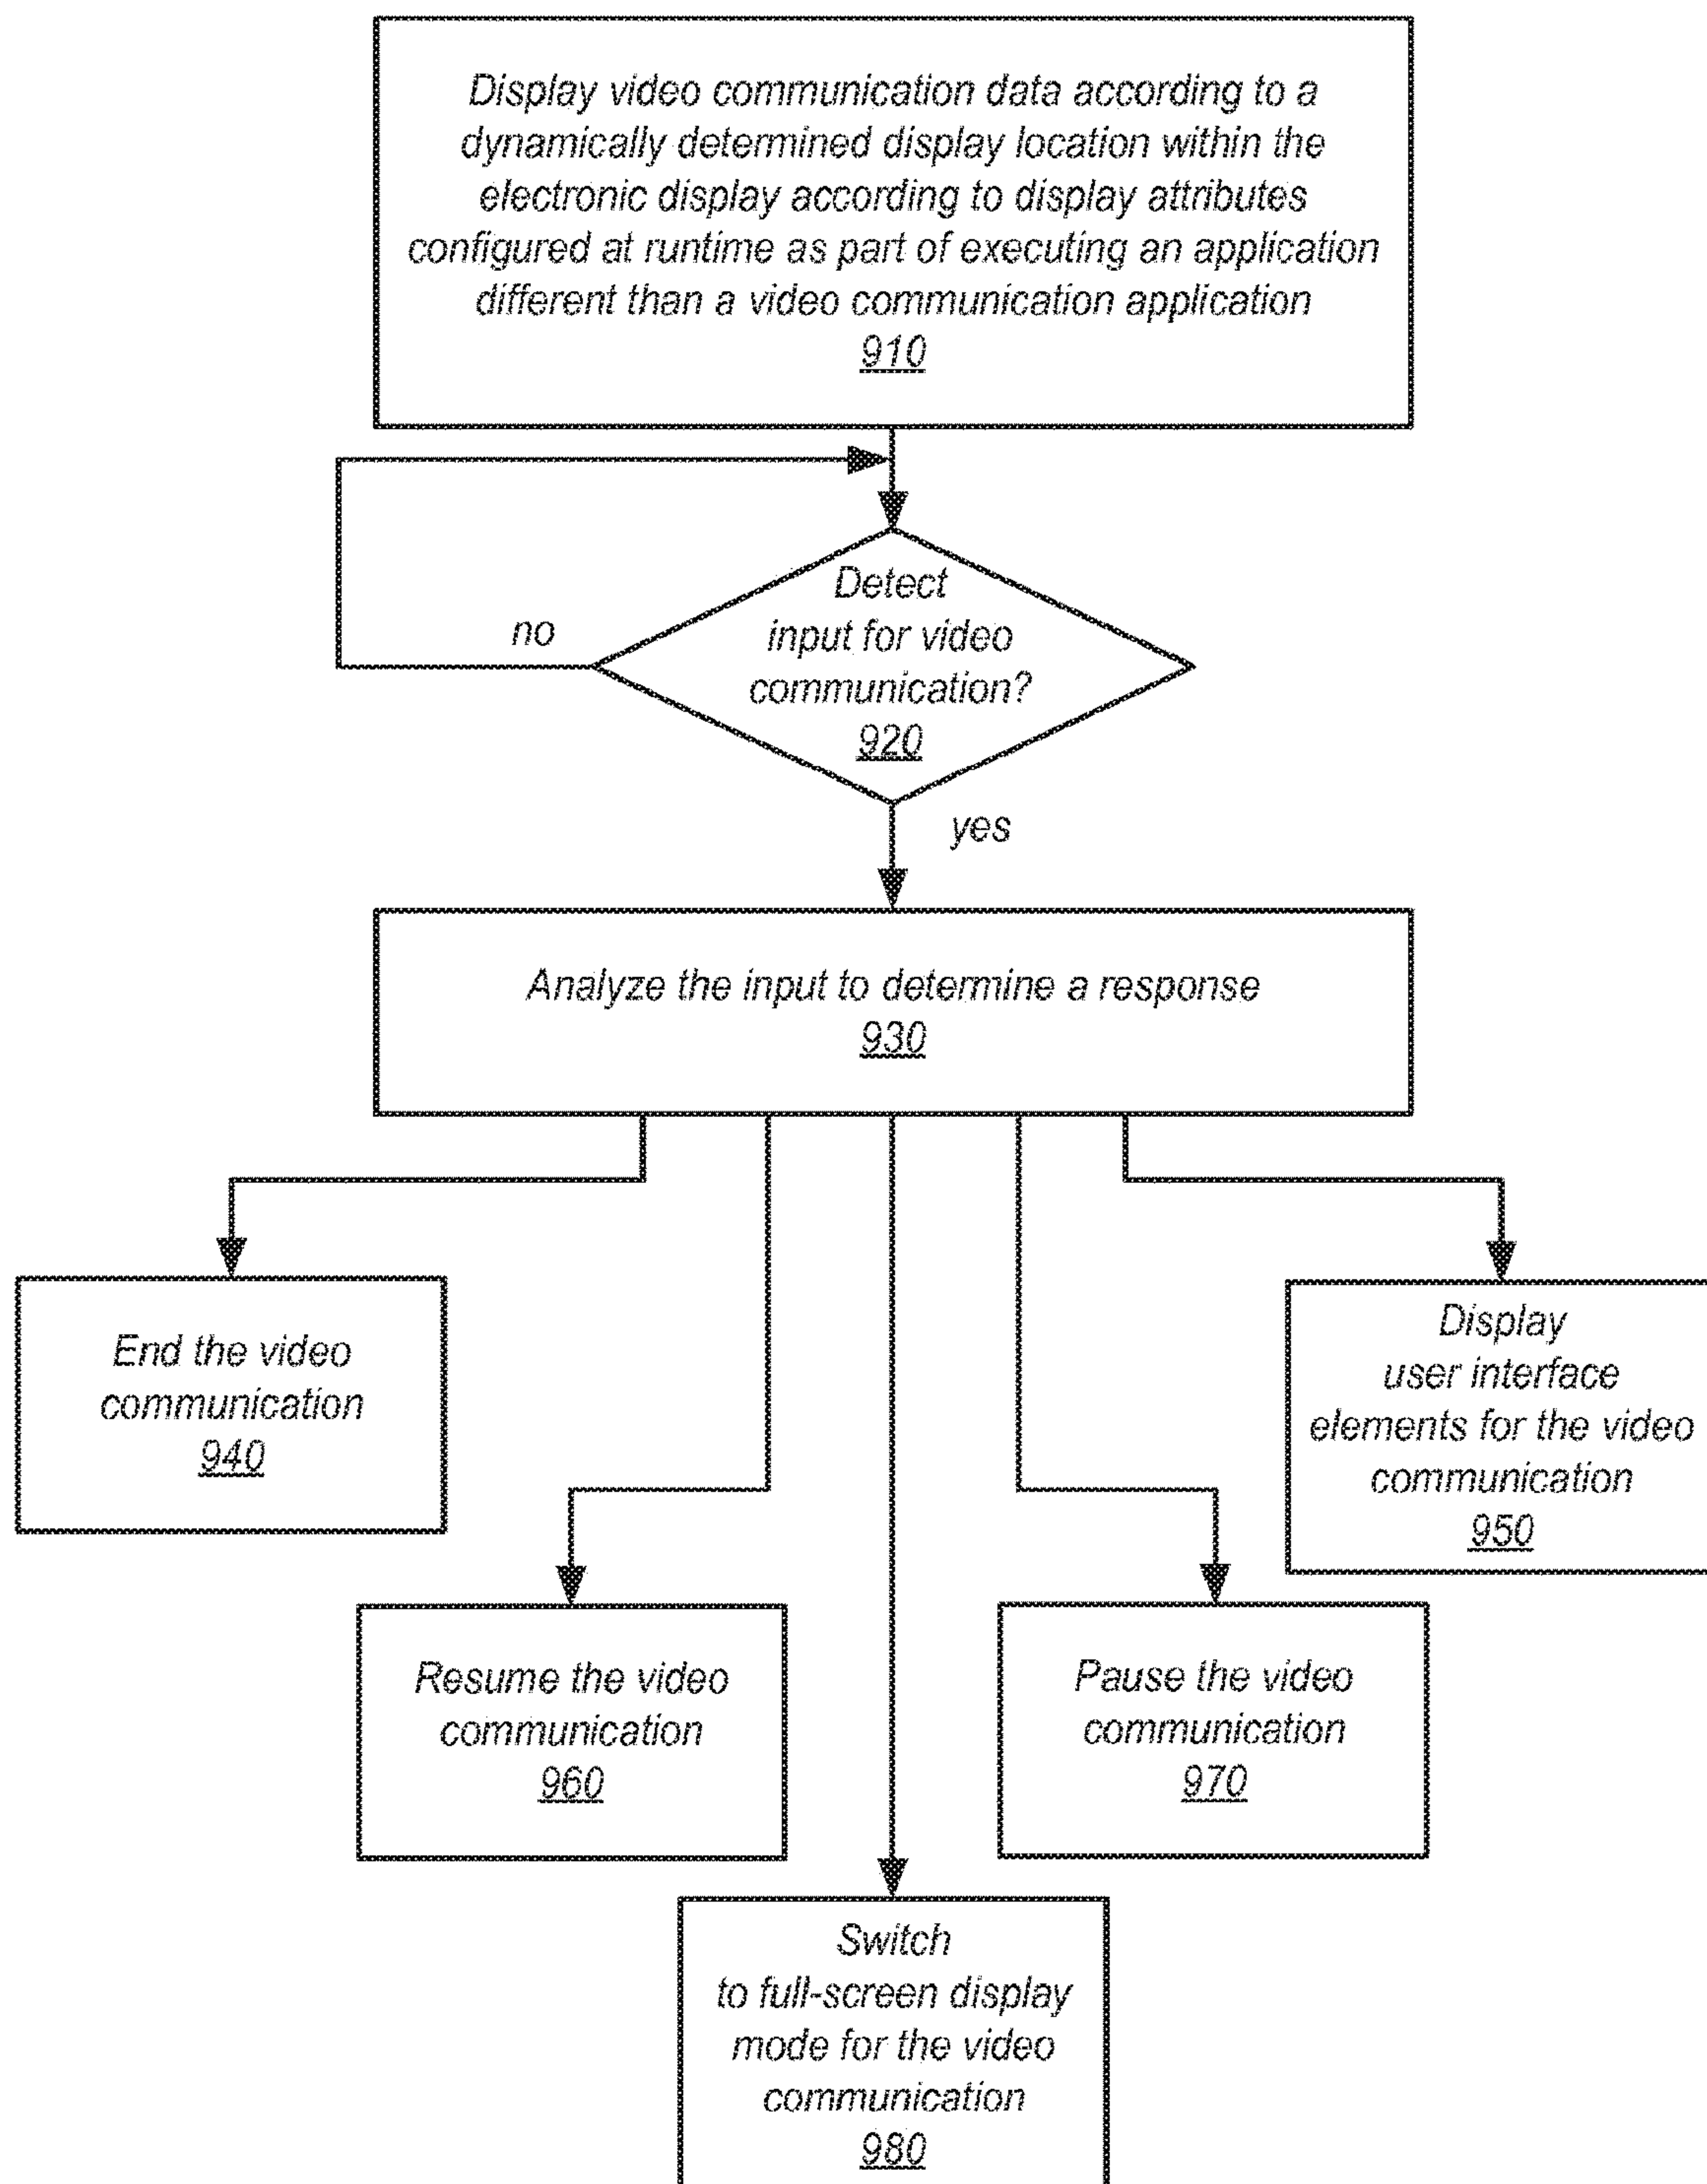 Display video communication data according to a
dynamically determined display location within the
electronic display according to display attributes
configured at runtime as part of executing an application
different than a video communication application
910
Detect
input for video
communication?
920
no
yes
Analyze the input to determine a response
930
End the video
communication
940
Display
user interface
elements for the video
communication
950
Resume the video
communication
960
Pause the video
communication
970
Switch
to full-screen display
mode for the video
communication
980